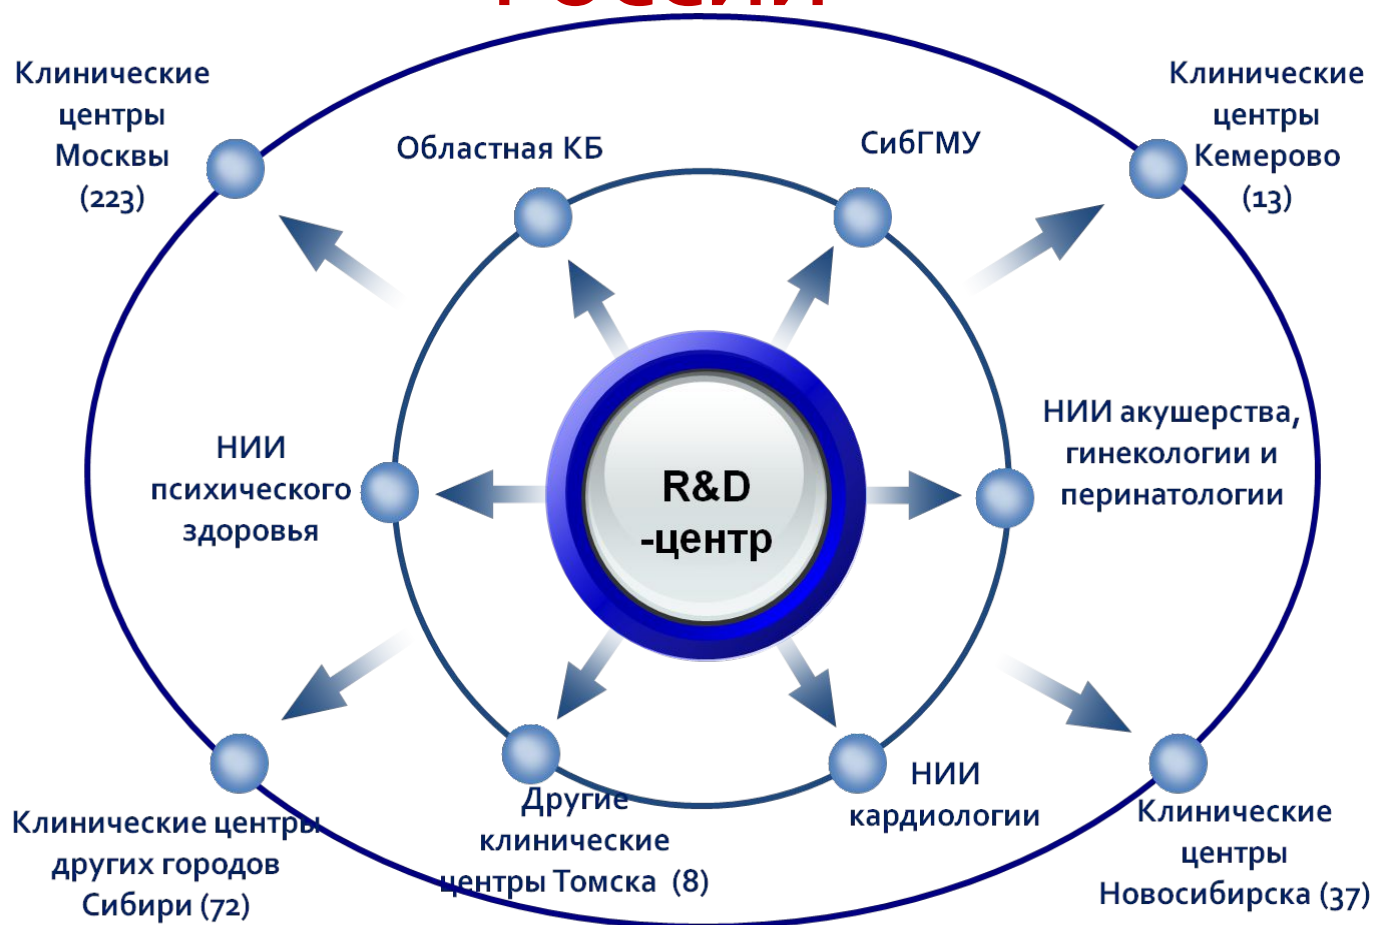 РОССИИ
Клинические
центры
Москвы
(223)
Областная КБ
СибГМУ
Клинические
центры
Кемерово
(13)
НИИ
психического
здоровья
R&D
-центр
НИИ акушерства,
гинекологии и
перинатологии
Клинические центры
других городов
Сибири (72)
Другие
клинические
центры Томска (8)
НИИ
кардиологии
Клинические
центры
Новосибирска (37)